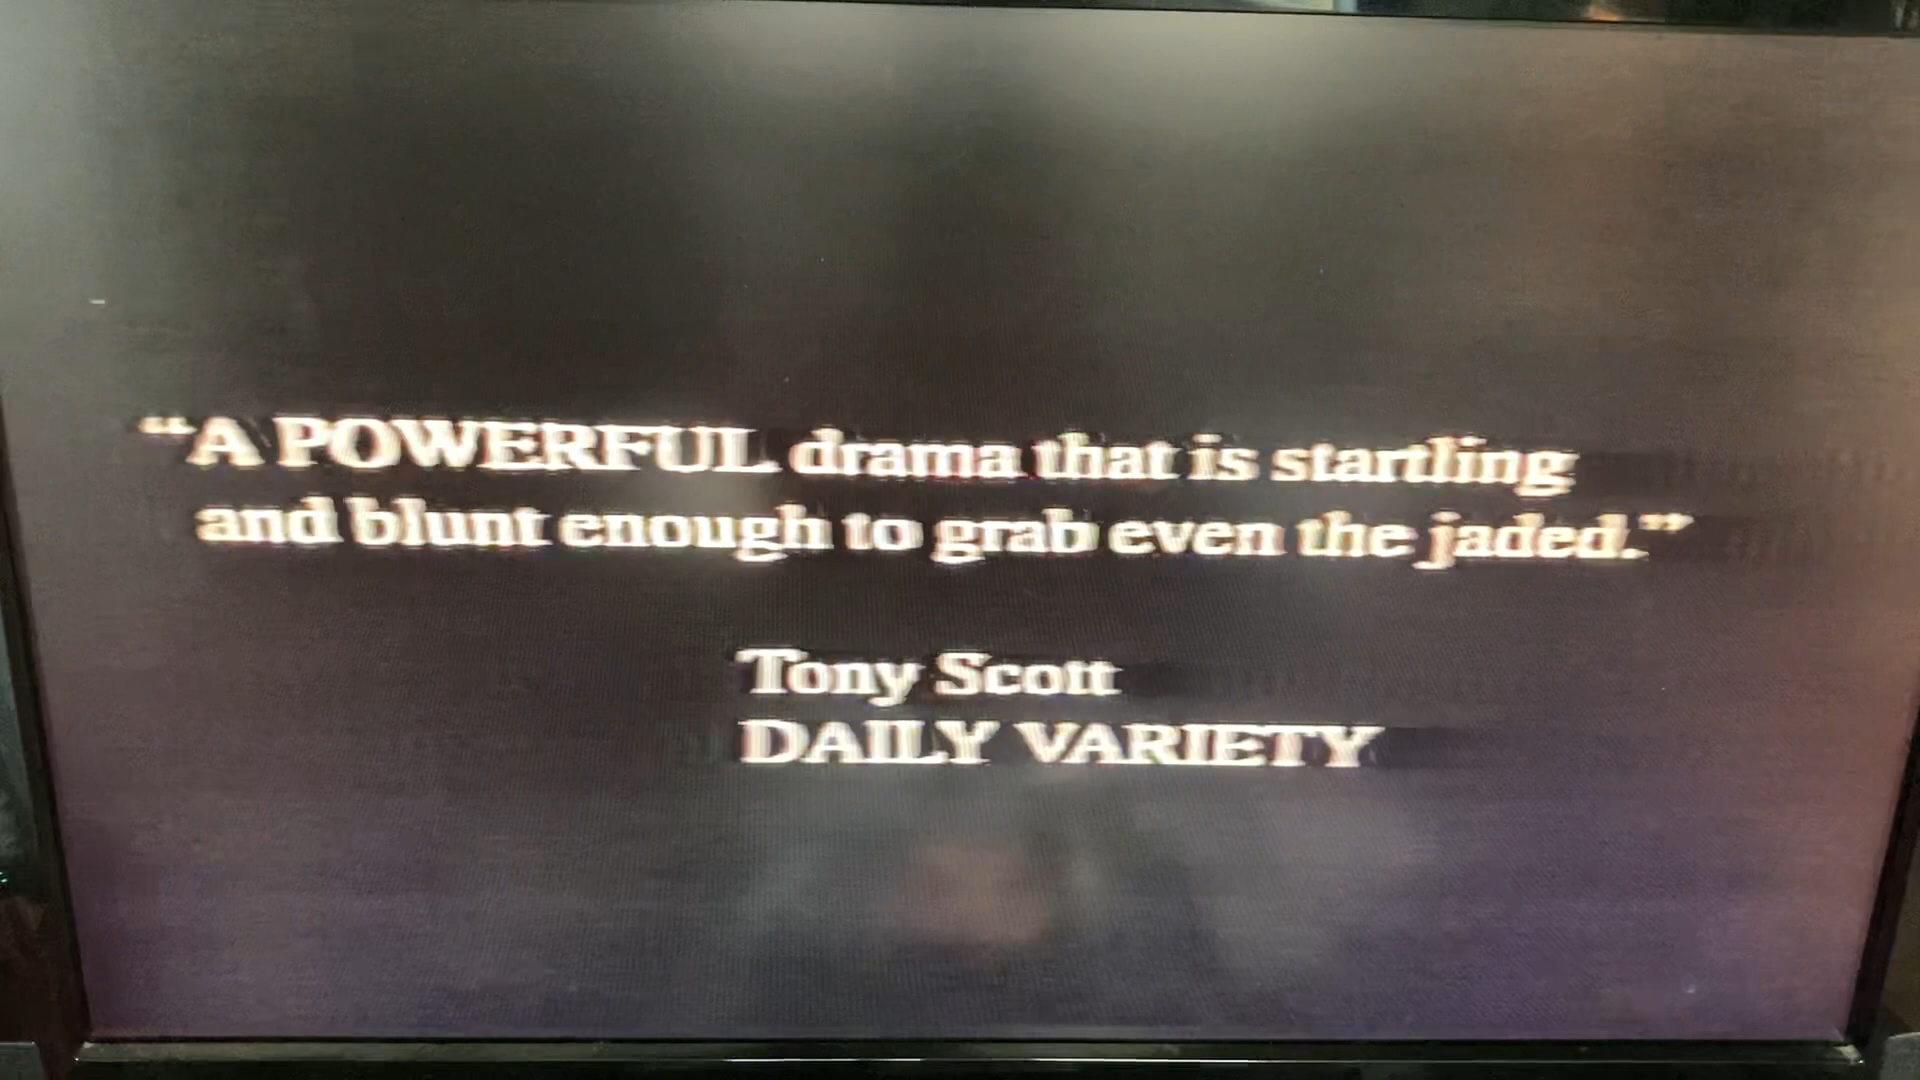 “A POWERFUL drama that is startling
and blunt enough to grab even the jaded.”
Tony Scott
DAILY VARIETY